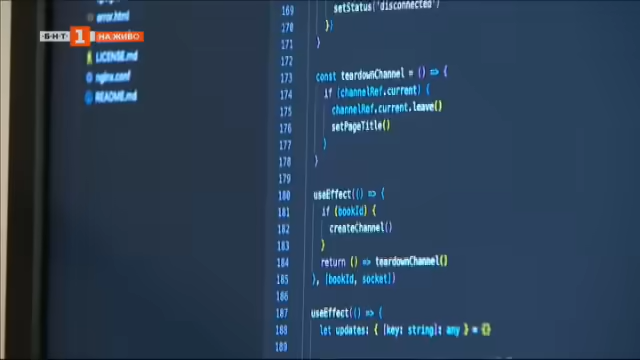 error.html
БНТ 1 НА ЖИВО
LICENSE.md
nginx.conf
README.md
169 setStatus('disconnected')
170 })
171 }
172
173 const teardownChannel = () => {
174 if (channelRef.current) {
175 channelRef.current.leave()
176 setPageTitle()
177 }
178 }
179
180 useEffect(() => {
181 if (bookId) {
182 createChannel()
183 }
184 return () => teardownChannel()
185 }, [bookId, socket])
186
187 useEffect(() => {
188 let updates: { [key: string]: any } = {}
189